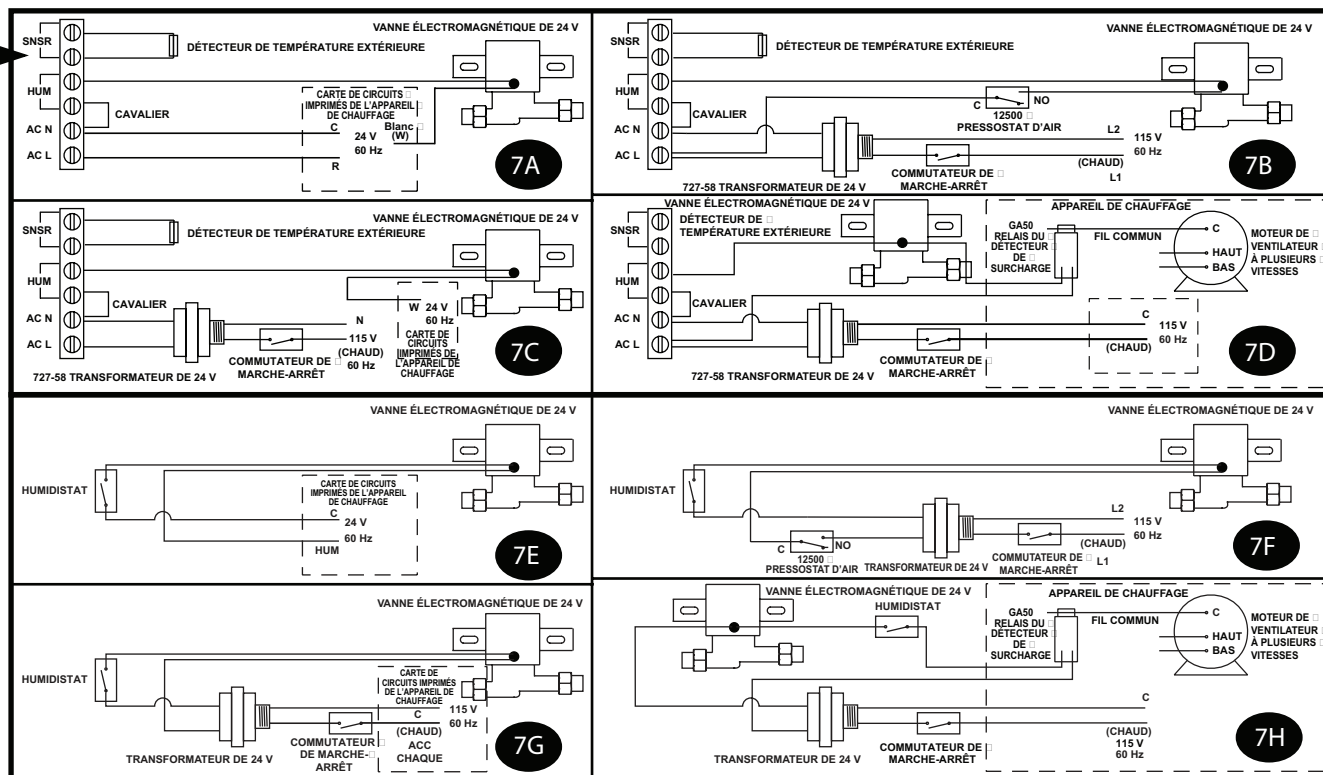 VANNE ÉLECTROMAGNÉTIQUE DE 24 V
SNSR
DÉTECTEUR DE TEMPÉRATURE EXTÉRIEURE
HUM
CAVALIER
CARTE DE CIRCUITS
IMPRIMÉS DE L'APPAREIL
DE CHAUFFAGE
C
24 V
60 Hz
Blanc
(W)
AC N
AC L
R
7A
VANNE ÉLECTROMAGNÉTIQUE DE 24 V
SNSR
DÉTECTEUR DE TEMPÉRATURE EXTÉRIEURE
HUM
CAVALIER
C
NO
12500
PRESSOSTAT D'AIR
AC N
AC L
L2
115 V
60 Hz
(CHAUD)
L1
COMMUTATEUR DE
MARCHE-ARRÊT
727-58 TRANSFORMATEUR DE 24 V
7B
VANNE ÉLECTROMAGNÉTIQUE DE 24 V
SNSR
DÉTECTEUR DE TEMPÉRATURE EXTÉRIEURE
HUM
CAVALIER
AC N
AC L
N
115 V
(CHAUD)
60 Hz
W 24 V
60 Hz
CARTE DE
CIRCUITS
IMPRIMÉS DE
L'APPAREIL DE
CHAUFFAGE
COMMUTATEUR DE
MARCHE-ARRÊT
727-58 TRANSFORMATEUR DE 24 V
7C
VANNE ÉLECTROMAGNÉTIQUE DE 24 V
SNSR
DÉTECTEUR DE
TEMPÉRATURE EXTÉRIEURE
HUM
CAVALIER
AC N
AC L
APPAREIL DE CHAUFFAGE
GA50
RELAIS DU
DÉTECTEUR
DE
SURCHARGE
FIL COMMUN
C
HAUT
BAS
MOTEUR DE
VENTILATEUR
À PLUSIEURS
VITESSES
C
115 V
60 Hz
(CHAUD)
COMMUTATEUR DE
MARCHE-ARRÊT
727-58 TRANSFORMATEUR DE 24 V
7D
VANNE ÉLECTROMAGNÉTIQUE DE 24 V
HUMIDISTAT
CARTE DE CIRCUITS
IMPRIMÉS DE L'APPAREIL
DE CHAUFFAGE
C
24 V
60 Hz
HUM
7E
VANNE ÉLECTROMAGNÉTIQUE DE 24 V
HUMIDISTAT
C
NO
12500
PRESSOSTAT D'AIR
TRANSFORMATEUR DE 24 V
L2
115 V
60 Hz
(CHAUD)
COMMUTATEUR DE
MARCHE-ARRÊT
L1
7F
VANNE ÉLECTROMAGNÉTIQUE DE 24 V
HUMIDISTAT
CARTE DE
CIRCUITS IMPRIMÉS
DE L'APPAREIL DE
CHAUFFAGE
115 V
C
60 Hz
(CHAUD)
ACC
CHAQUE
COMMUTATEUR
DE MARCHE-
ARRÊT
TRANSFORMATEUR DE 24 V
7G
VANNE ÉLECTROMAGNÉTIQUE DE 24 V
HUMIDISTAT
APPAREIL DE CHAUFFAGE
GA50
RELAIS DU
DÉTECTEUR
DE
SURCHARGE
FIL COMMUN
C
HAUT
BAS
MOTEUR DE
VENTILATEUR
À PLUSIEURS
VITESSES
C
(CHAUD)
115 V
60 Hz
COMMUTATEUR DE
MARCHE-ARRÊT
TRANSFORMATEUR DE 24 V
7H